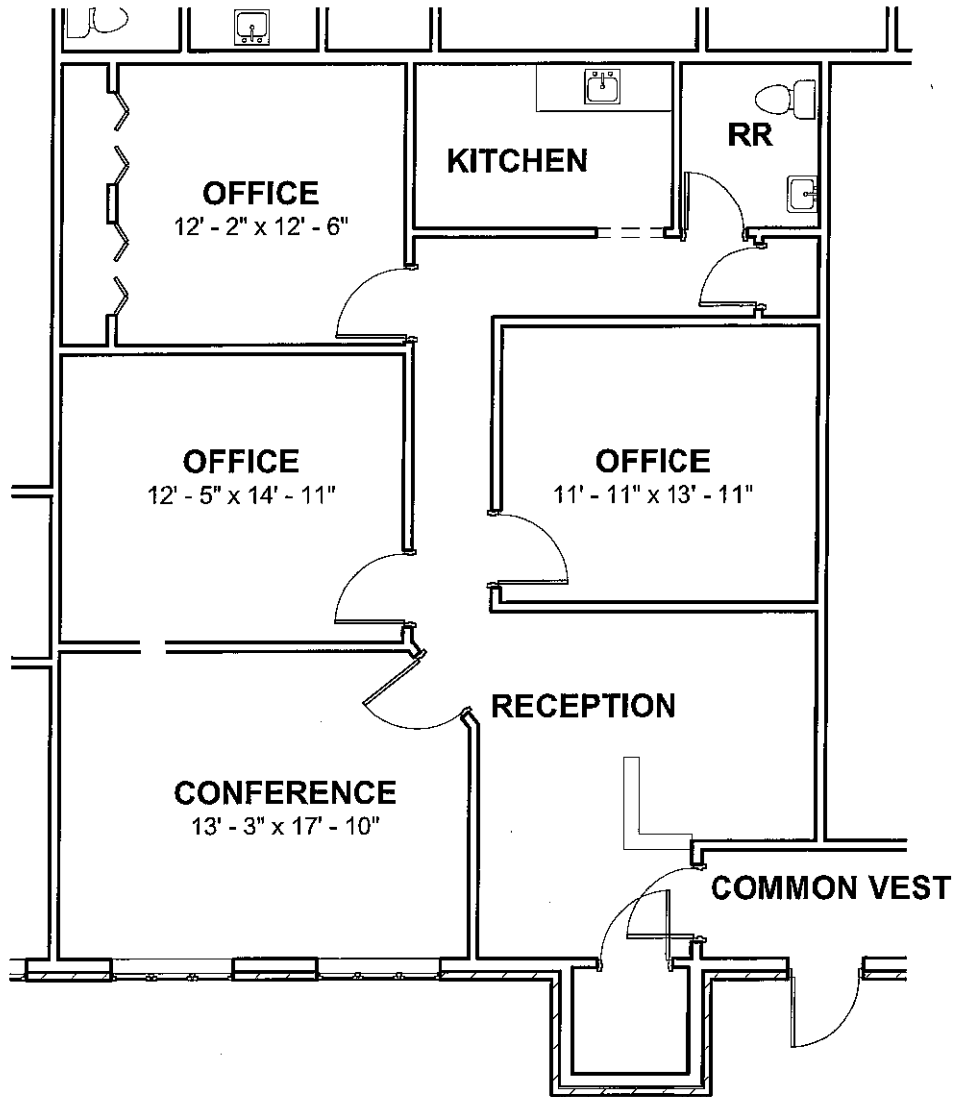 RR
KITCHEN
OFFICE
12' - 2" x 12' - 6"
OFFICE
12' - 5" x 14' - 11"
OFFICE
11' - 11" x 13' - 11"
RECEPTION
CONFERENCE
13' - 3" x 17' - 10"
COMMON VEST